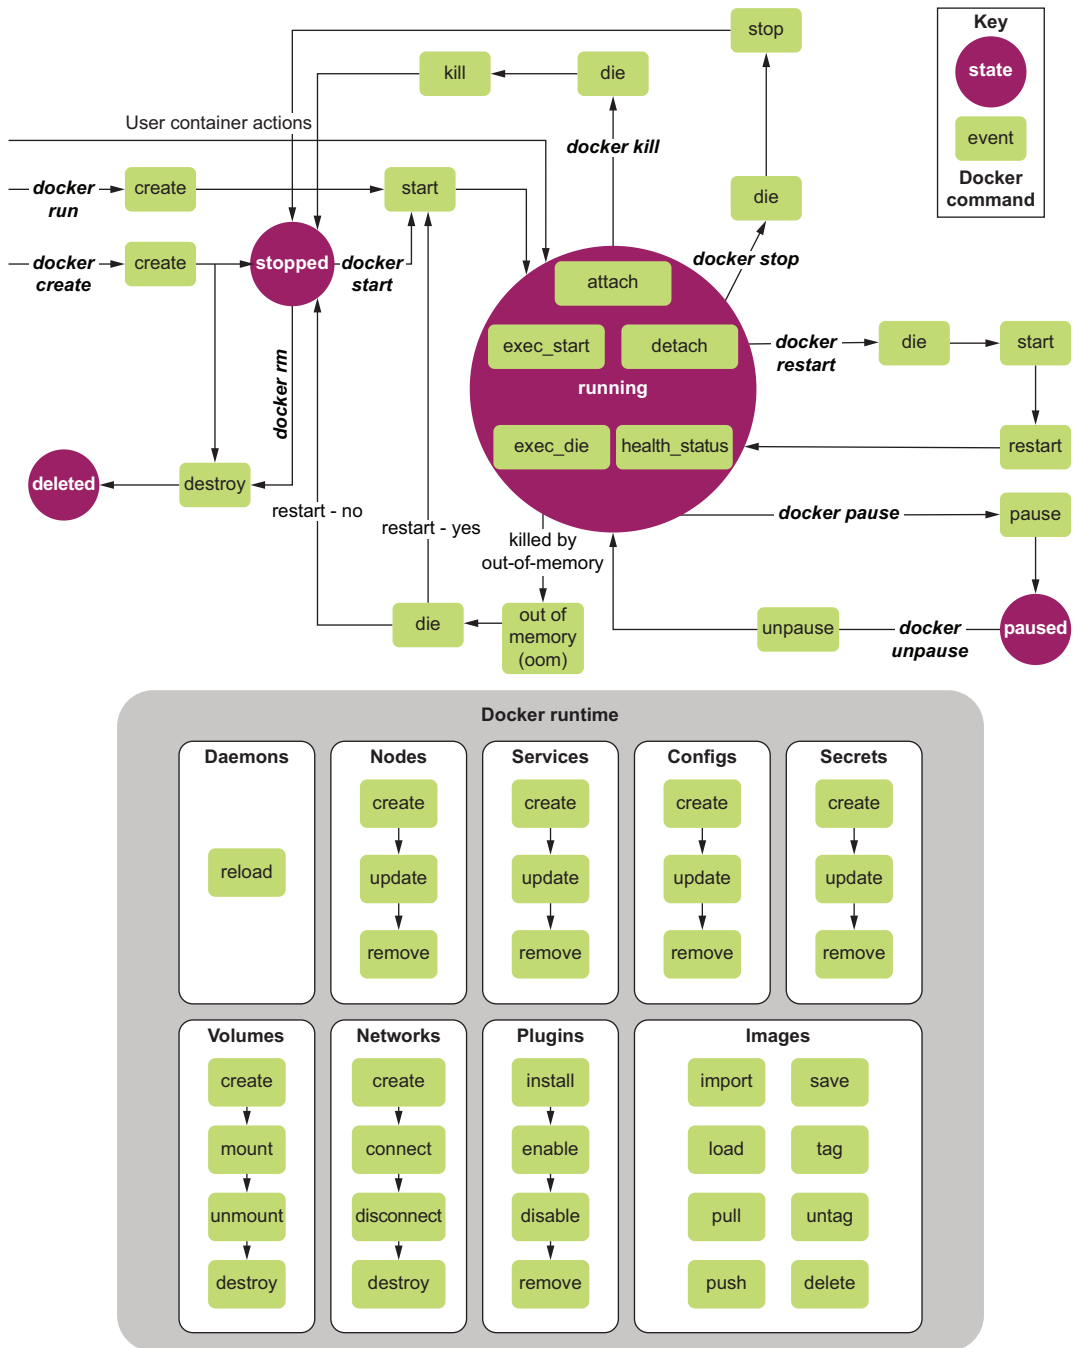 stop
Key
state
event
Docker
command
kill
die
User container actions
docker kill
docker
run
create
start
die
docker
create
create
stopped
docker
start
docker stop
attach
exec_start
detach
running
exec_die
health_status
docker
restart
die
start
restart
docker rm
deleted
destroy
restart - no
restart - yes
killed by
out-of-memory
docker pause
pause
die
out of
memory
(oom)
unpause
docker
unpause
paused
Docker runtime
Daemons
reload
Nodes
create
update
remove
Services
create
update
remove
Configs
create
update
remove
Secrets
create
update
remove
Volumes
create
mount
unmount
destroy
Networks
create
connect
disconnect
destroy
Plugins
install
enable
disable
remove
Images
import
save
load
tag
pull
untag
push
delete